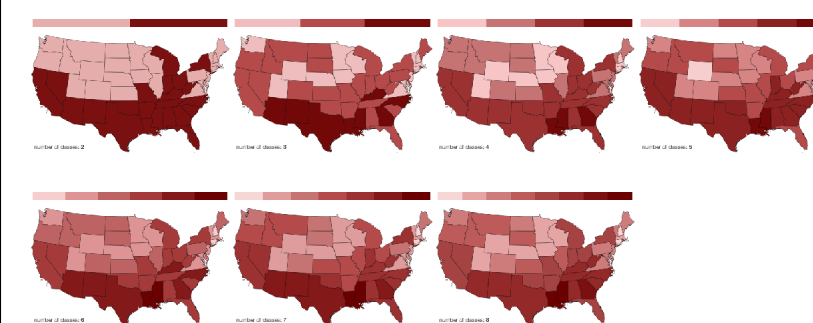 number of classes: 2
number of classes: 3
number of classes: 4
number of classes: 5
number of classes: 6
number of classes: 7
number of classes: 8